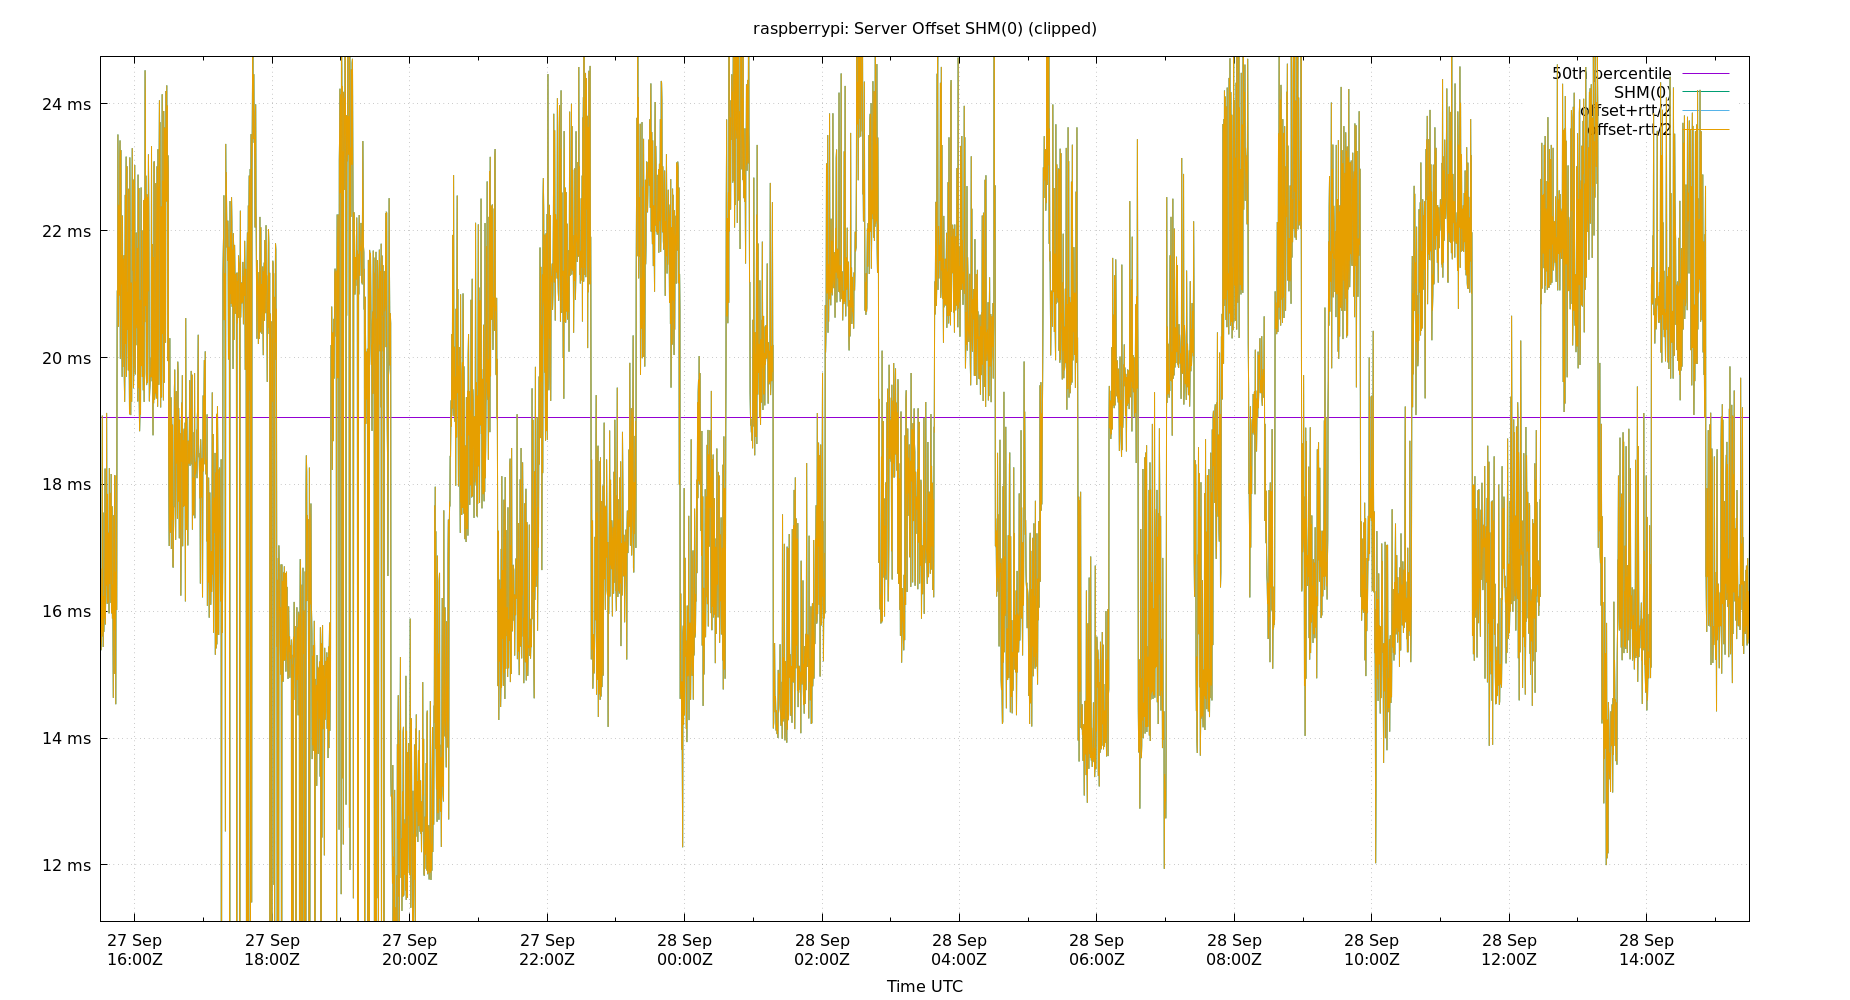 raspberrypi: Server Offset SHM(0) (clipped)
50th percentile
SHM(0)
offset+rtt/2
offset-rtt/2
24 ms
22 ms
20 ms
18 ms
16 ms
14 ms
12 ms
27 Sep 27 Sep 27 Sep 27 Sep 28 Sep 28 Sep 28 Sep 28 Sep 28 Sep 28 Sep 28 Sep 28 Sep
16:00Z 18:00Z 20:00Z 22:00Z 00:00Z 02:00Z 04:00Z 06:00Z 08:00Z 10:00Z 12:00Z 14:00Z
Time UTC